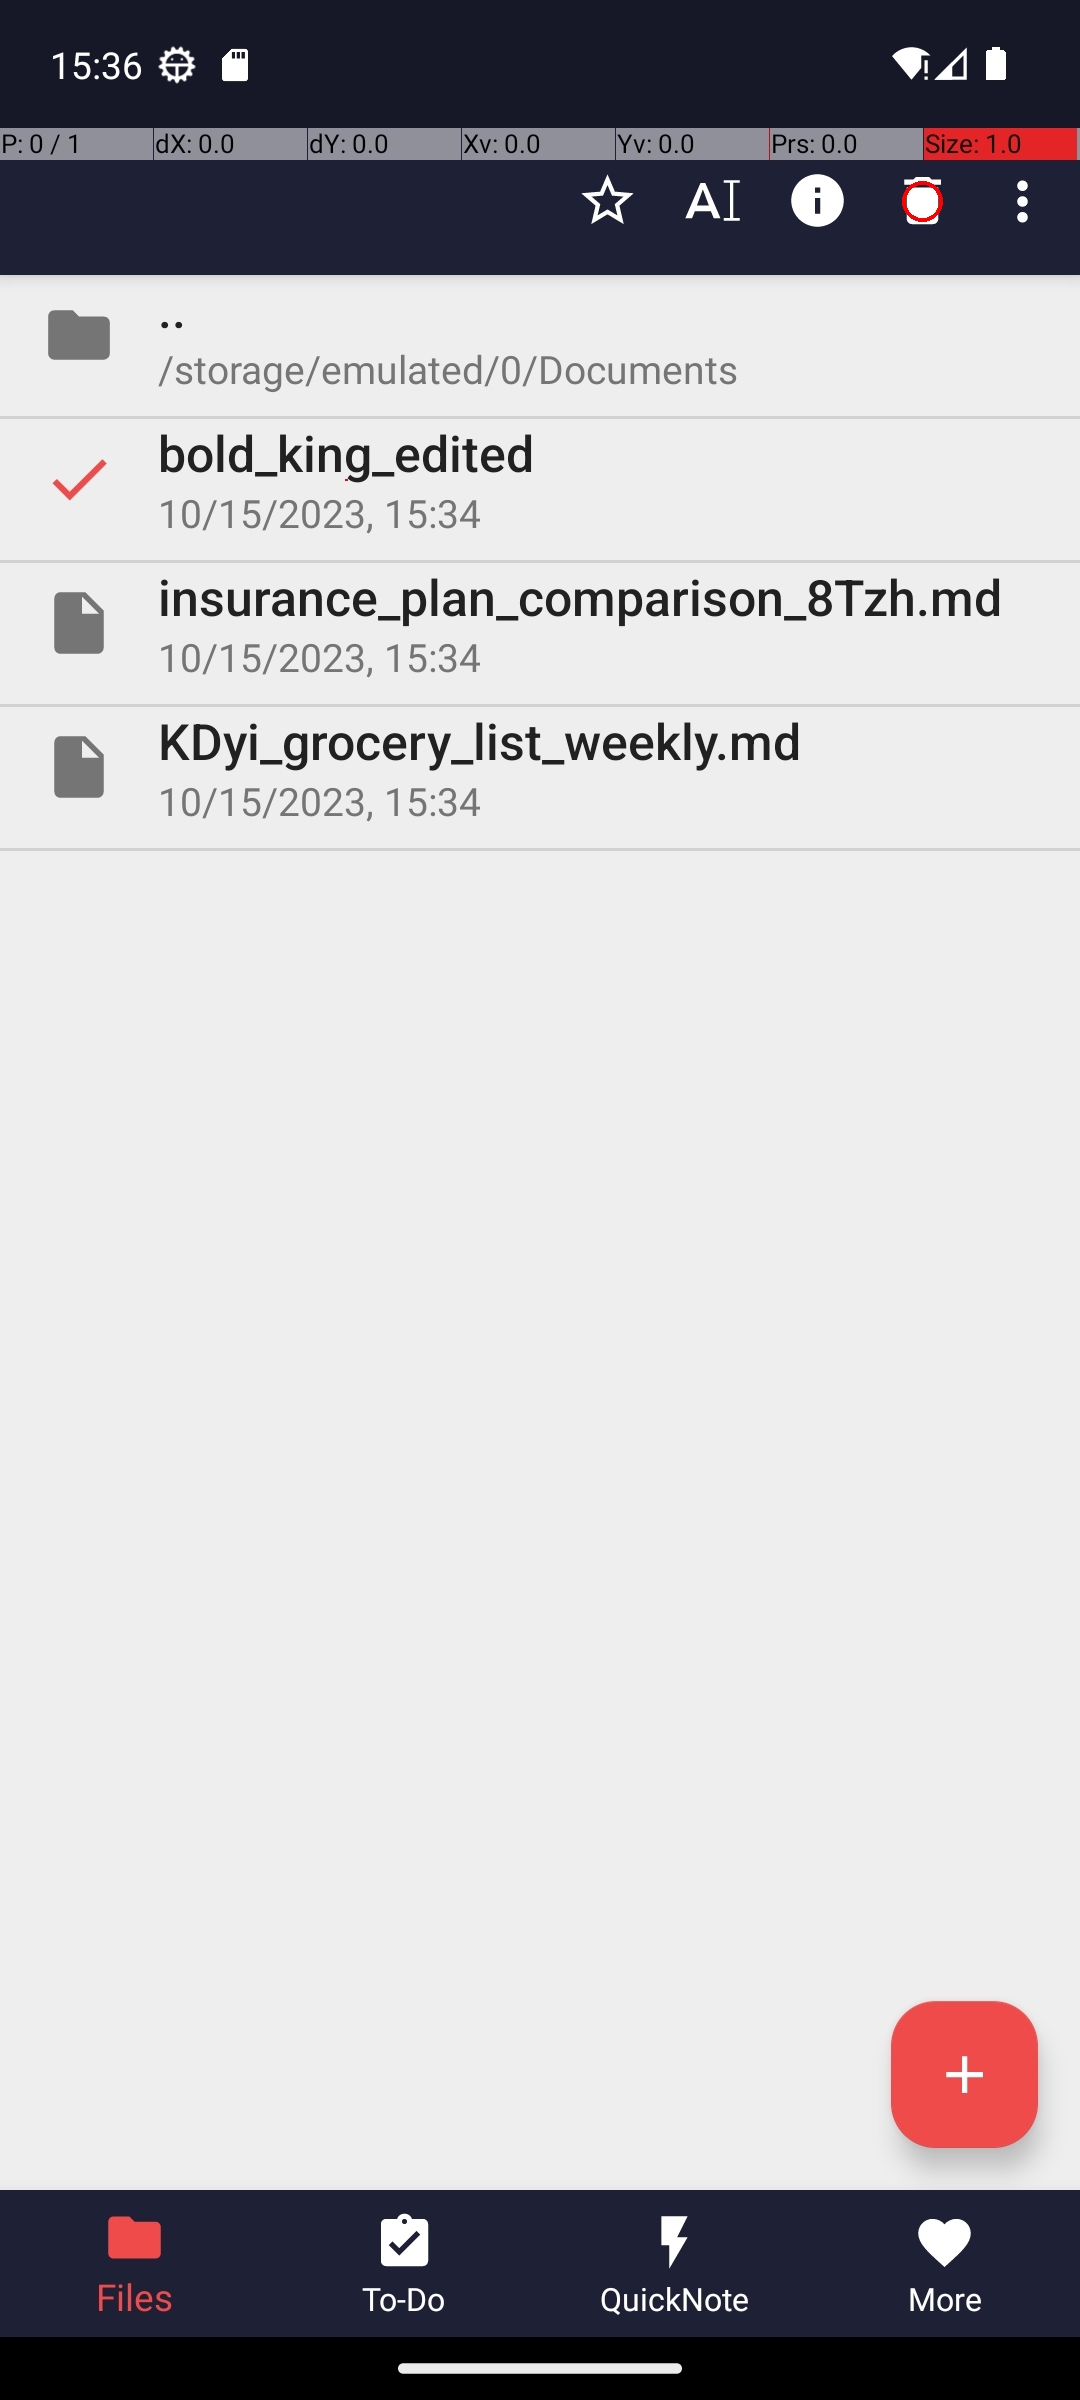 15:36
P: 0 / 1 dX: 0.0 dY: 0.0 Xv: 0.0 Yv: 0.0 Prs: 0.0 Size: 1.0
..
/storage/emulated/0/Documents
bold_king_edited
10/15/2023, 15:34
insurance_plan_comparison_8Tzh.md
10/15/2023, 15:34
KDyi_grocery_list_weekly.md
10/15/2023, 15:34
Files To-Do QuickNote More